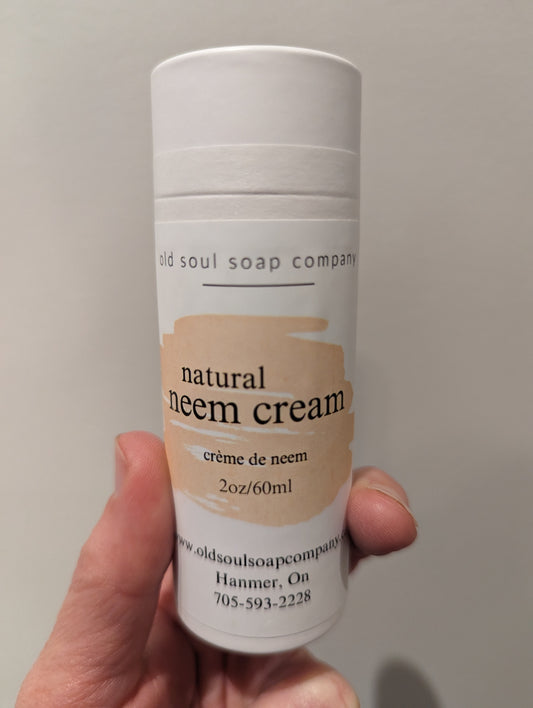 old soul soap company
natural
neem cream
crème de neem
2oz/60ml
www.oldsoulsoapcompany.
Hanmer, On
705-593-2228